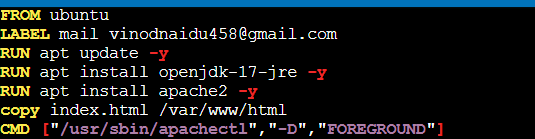 FROM ubuntu
LABEL mail vinodnaidu458@gmail.com
RUN apt update -y
RUN apt install openjdk-17-jre -y
RUN apt install apache2 -y
copy index.html /var/www/html
CMD ["/usr/sbin/apachectl","-D","FOREGROUND"]